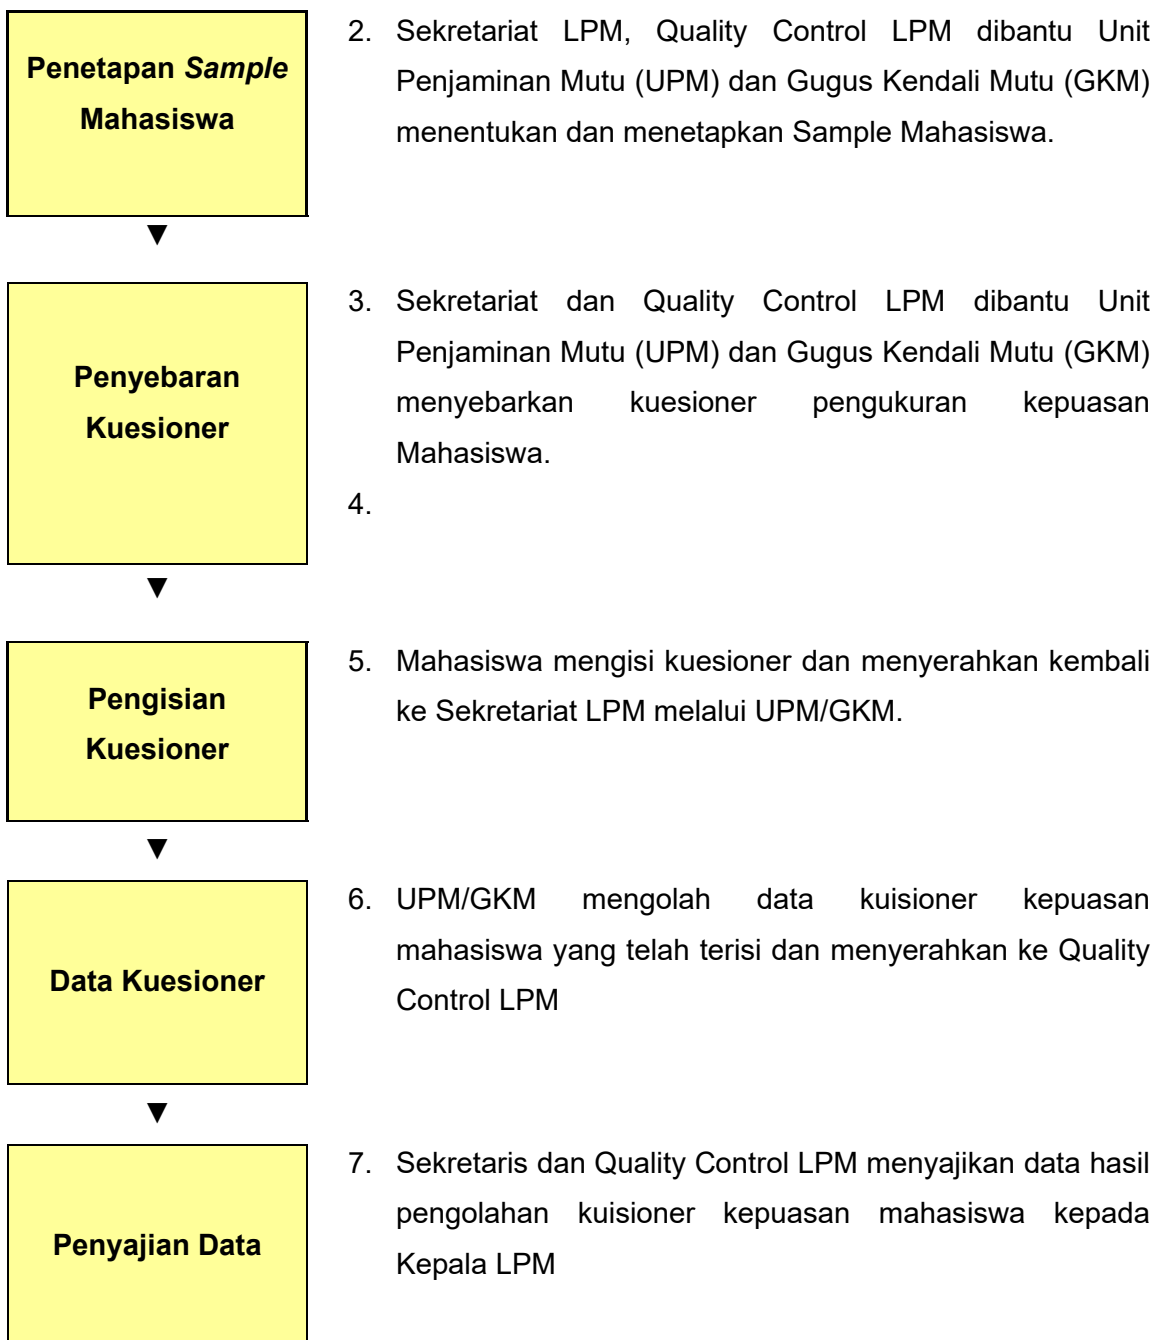 Penetapan Sample
Mahasiswa
2. Sekretariat LPM, Quality Control LPM dibantu Unit
Penjaminan Mutu (UPM) dan Gugus Kendali Mutu (GKM)
menentukan dan menetapkan Sample Mahasiswa.
▼
Penyebaran
Kuesioner
3. Sekretariat dan Quality Control LPM dibantu Unit
Penjaminan Mutu (UPM) dan Gugus Kendali Mutu (GKM)
menyebarkan kuesioner pengukuran kepuasan
Mahasiswa.
4.
▼
Pengisian
Kuesioner
5. Mahasiswa mengisi kuesioner dan menyerahkan kembali
ke Sekretariat LPM melalui UPM/GKM.
▼
Data Kuesioner
6. UPM/GKM mengolah data kuisioner kepuasan
mahasiswa yang telah terisi dan menyerahkan ke Quality
Control LPM
▼
Penyajian Data
7. Sekretaris dan Quality Control LPM menyajikan data hasil
pengolahan kuisioner kepuasan mahasiswa kepada
Kepala LPM